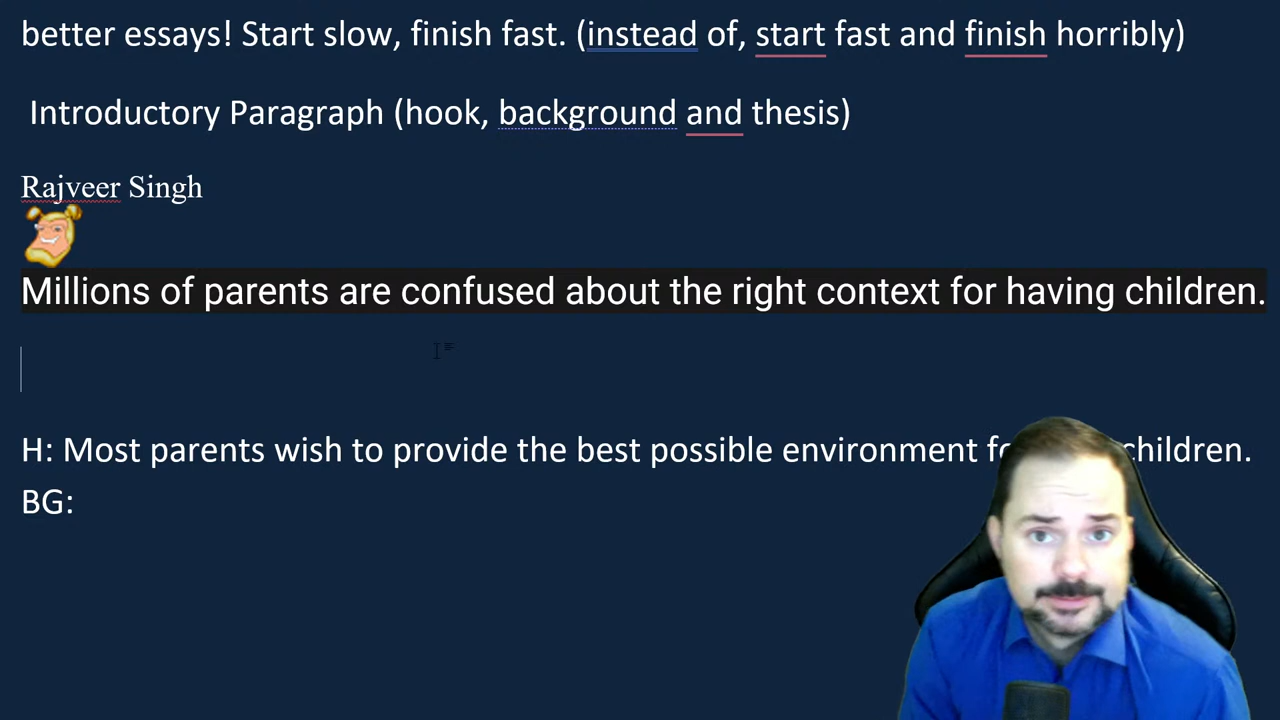 better essays! Start slow, finish fast. (instead of, start fast and finish horribly)
Introductory Paragraph (hook, background and thesis)
Rajveer Singh
Millions of parents are confused about the right context for having children.
H: Most parents wish to provide the best possible environment children.
BG: